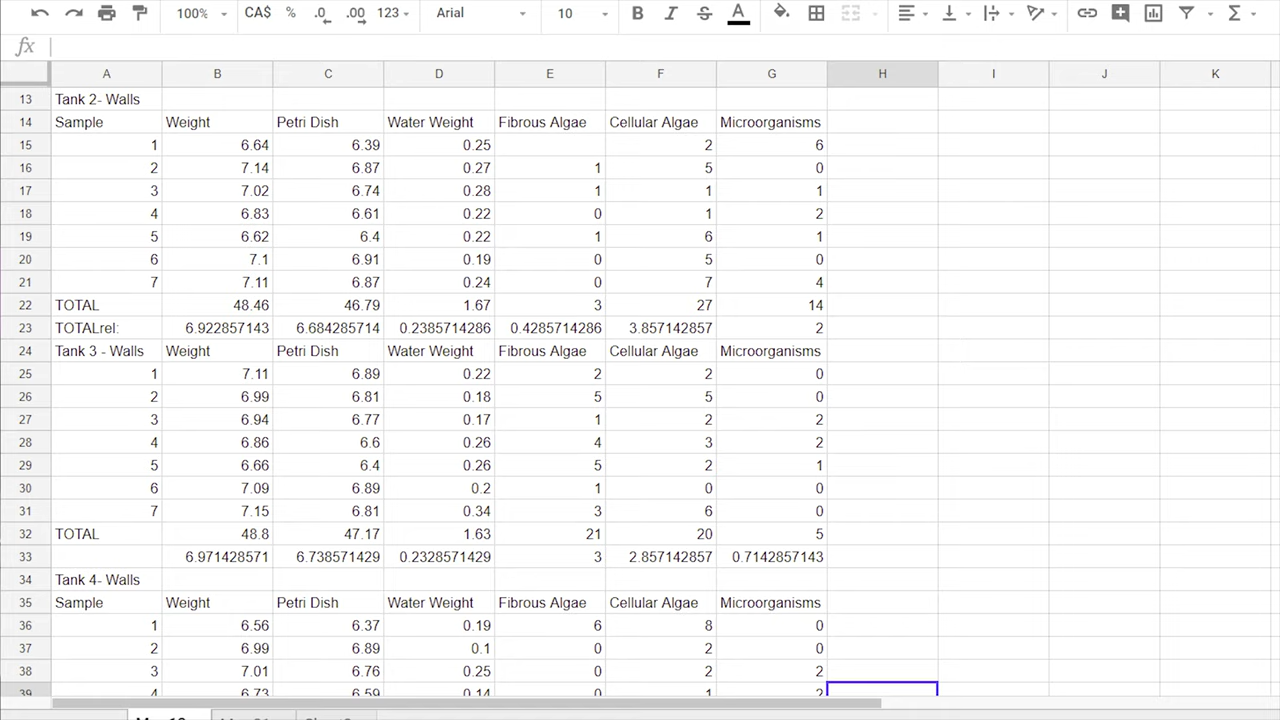 100% CA$ % .0 .00 123 Arial 10 B I S A Σ
fx
A B C D E F G H I J K
13 Tank 2- Walls
14 Sample Weight Petri Dish Water Weight Fibrous Algae Cellular Algae Microorganisms
15 1 6.64 6.39 0.25 2 6
16 2 7.14 6.87 0.27 1 5 0
17 3 7.02 6.74 0.28 1 1 1
18 4 6.83 6.61 0.22 0 1 2
19 5 6.62 6.4 0.22 1 6 1
20 6 7.1 6.91 0.19 0 5 0
21 7 7.11 6.87 0.24 0 7 4
22 TOTAL 48.46 46.79 1.67 3 27 14
23 TOTALrel: 6.922857143 6.684285714 0.2385714286 0.4285714286 3.857142857 2
24 Tank 3 - Walls Weight Petri Dish Water Weight Fibrous Algae Cellular Algae Microorganisms
25 1 7.11 6.89 0.22 2 2 0
26 2 6.99 6.81 0.18 5 5 0
27 3 6.94 6.77 0.17 1 2 2
28 4 6.86 6.6 0.26 4 3 2
29 5 6.66 6.4 0.26 5 2 1
30 6 7.09 6.89 0.2 1 0 0
31 7 7.15 6.81 0.34 3 6 0
32 TOTAL 48.8 47.17 1.63 21 20 5
33 6.971428571 6.738571429 0.2328571429 3 2.857142857 0.7142857143
34 Tank 4- Walls
35 Sample Weight Petri Dish Water Weight Fibrous Algae Cellular Algae Microorganisms
36 1 6.56 6.37 0.19 6 8 0
37 2 6.99 6.89 0.1 0 2 0
38 3 7.01 6.76 0.25 0 2 2
39 4 6.73 6.59 0.14 0 1 2